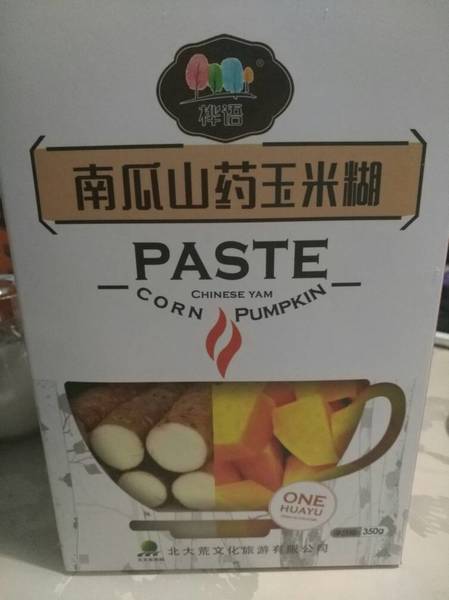 桦语
®
南瓜山药玉米糊
PASTE
CHINESE YAM
CORN PUMPKIN
ONE
HUAYU
350g
北大荒文化旅游有限公司